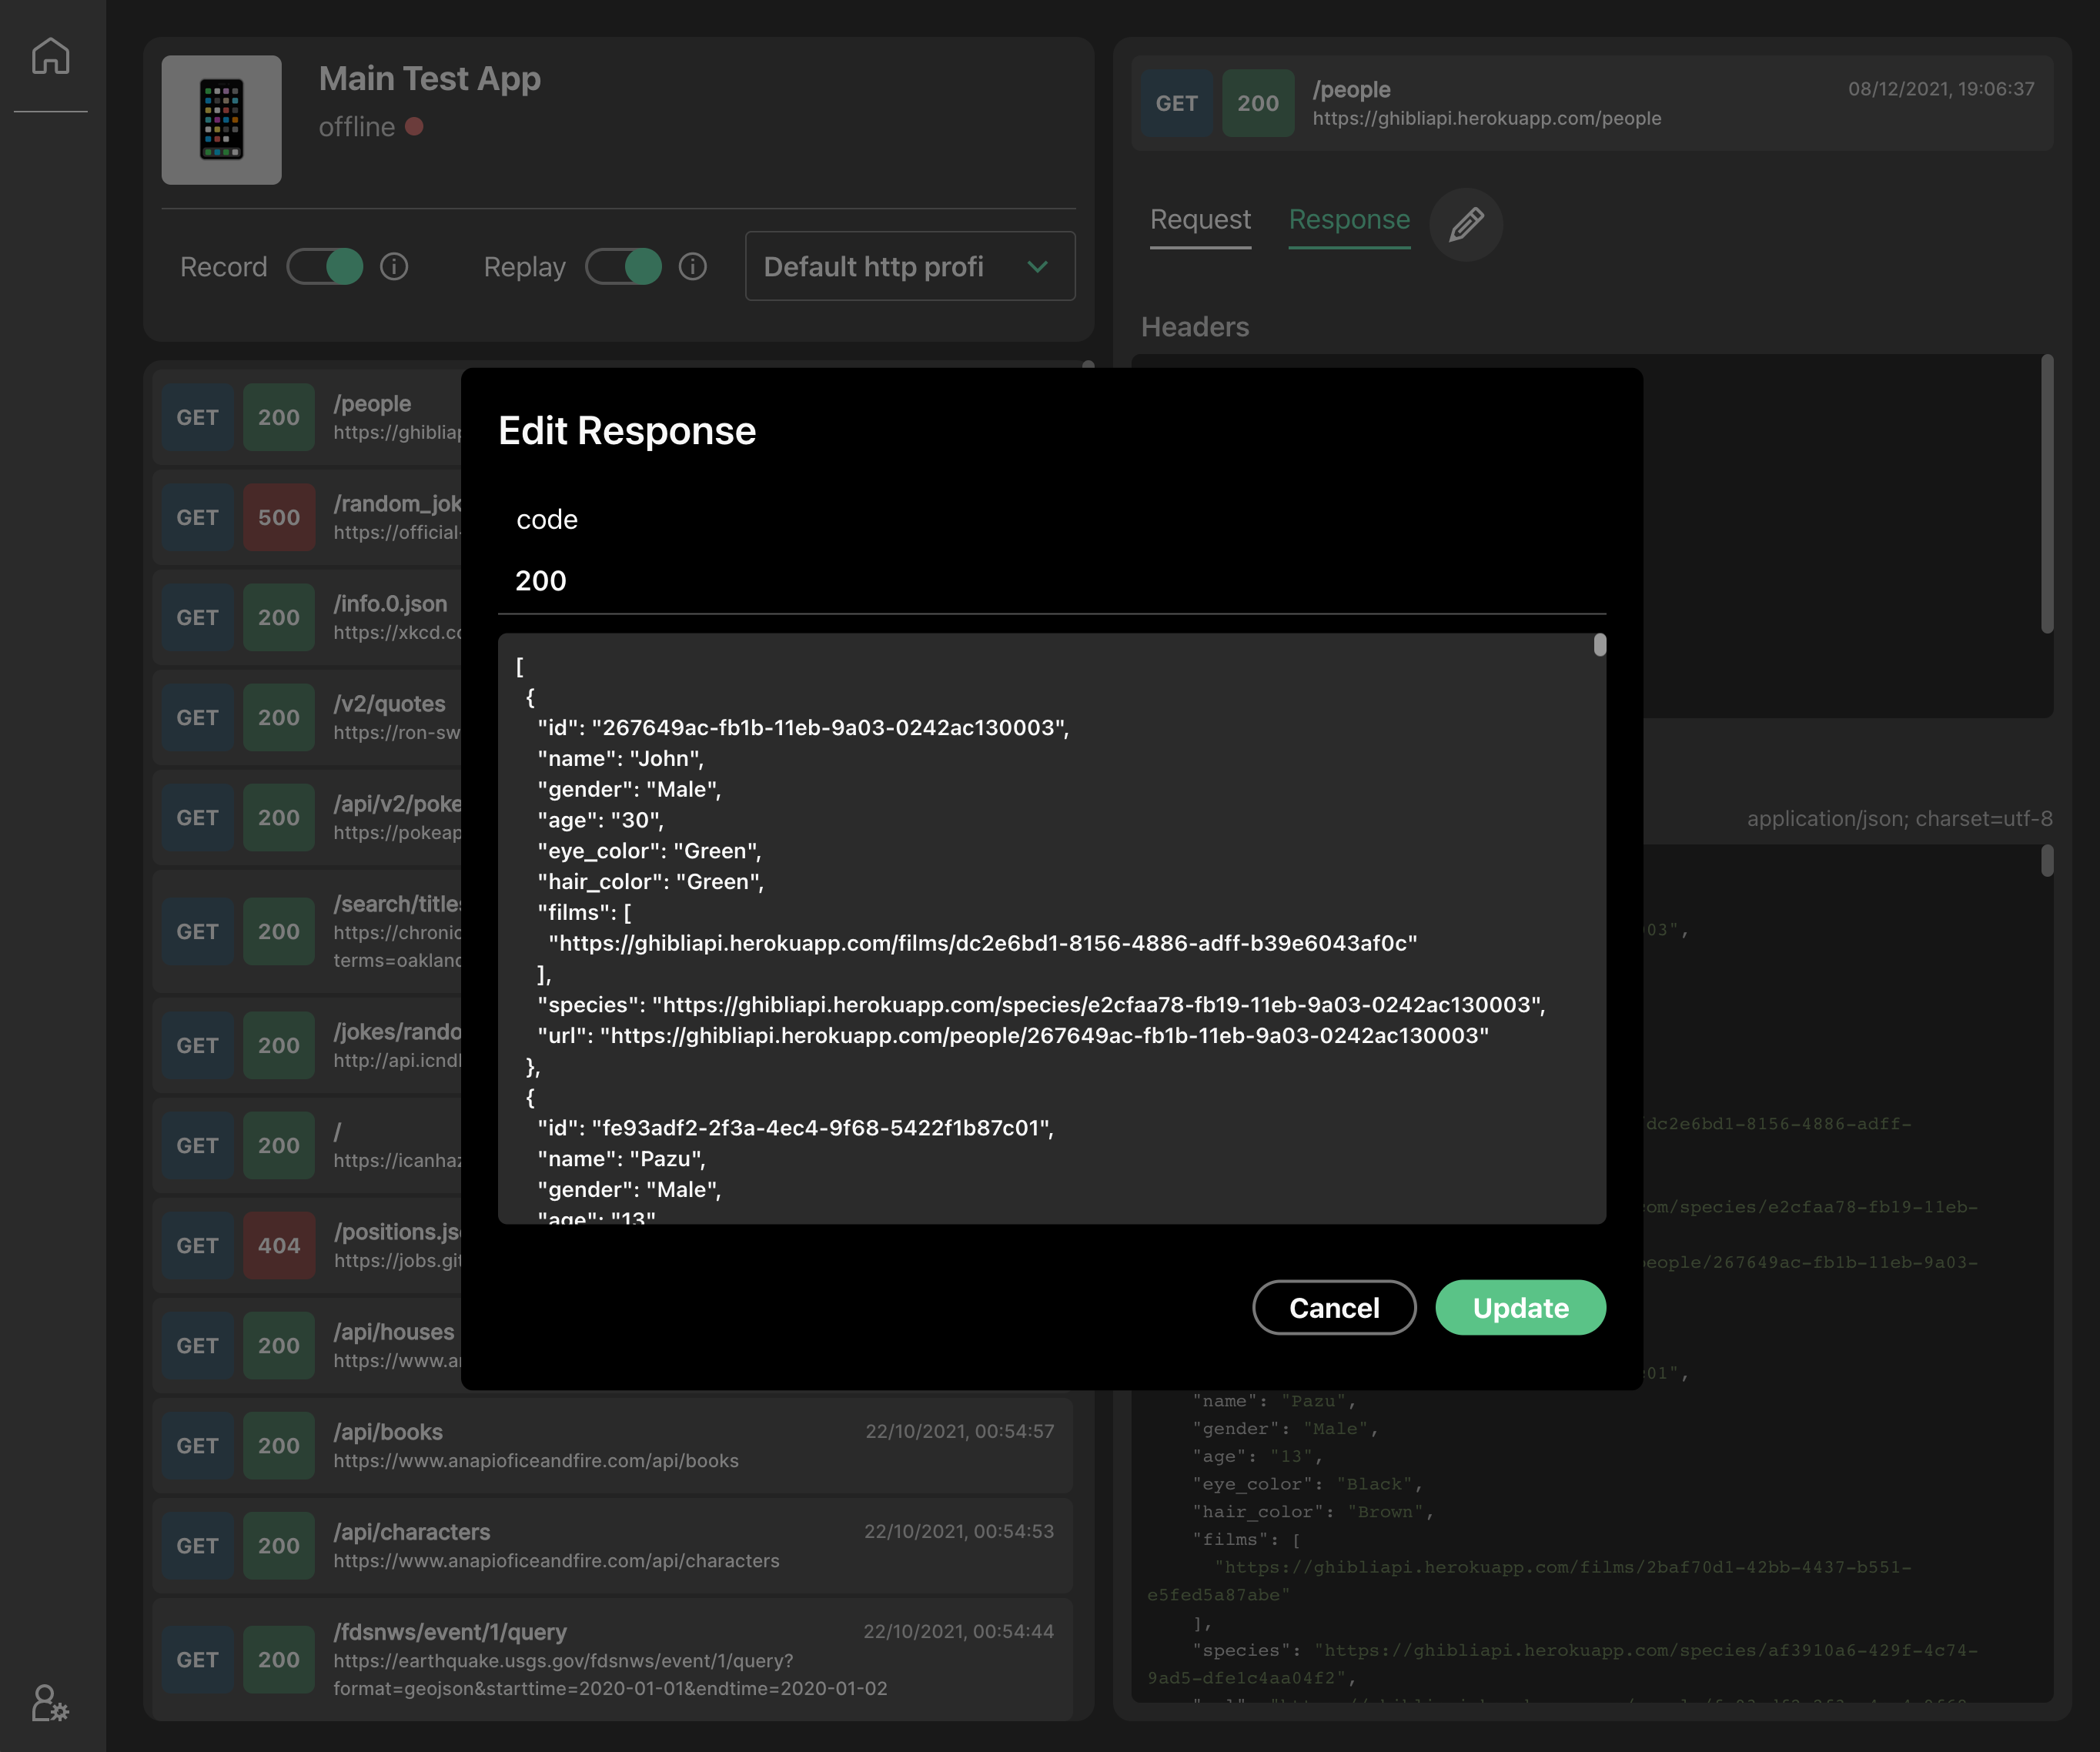 Main Test App
offline
Record
Replay
Default http profi
GET 200 /people
https://ghibliap
GET 500 /random_jok
https://official-
GET 200 /info.0.json
https://xkcd.co
GET 200 /v2/quotes
https://ron-sw
GET 200 /api/v2/poke
https://pokeap
GET 200 /search/titles
https://chronic
terms=oakland
GET 200 /jokes/rando
http://api.icndl
GET 200 /
https://icanhaz
GET 404 /positions.js
https://jobs.git
GET 200 /api/houses
https://www.a
GET 200 /api/books 22/10/2021, 00:54:57
https://www.anapioficeandfire.com/api/books
GET 200 /api/characters 22/10/2021, 00:54:53
https://www.anapioficeandfire.com/api/characters
GET 200 /fdsnws/event/1/query 22/10/2021, 00:54:44
https://earthquake.usgs.gov/fdsnws/event/1/query?
format=geojson&starttime=2020-01-01&endtime=2020-01-02
GET 200 /people 08/12/2021, 19:06:37
https://ghibliapi.herokuapp.com/people
Request Response
Headers
Edit Response
code
200
[
{
"id": "267649ac-fb1b-11eb-9a03-0242ac130003",
"name": "John",
"gender": "Male",
"age": "30",
"eye_color": "Green",
"hair_color": "Green",
"films": [
"https://ghibliapi.herokuapp.com/films/dc2e6bd1-8156-4886-adff-b39e6043af0c"
],
"species": "https://ghibliapi.herokuapp.com/species/e2cfaa78-fb19-11eb-9a03-0242ac130003",
"url": "https://ghibliapi.herokuapp.com/people/267649ac-fb1b-11eb-9a03-0242ac130003"
},
{
"id": "fe93adf2-2f3a-4ec4-9f68-5422f1b87c01",
"name": "Pazu",
"gender": "Male",
"age": "13"
Cancel Update
application/json; charset=utf-8
03",
dc2e6bd1-8156-4886-adff-
om/species/e2cfaa78-fb19-11eb-
eople/267649ac-fb1b-11eb-9a03-
01",
"name": "Pazu",
"gender": "Male",
"age": "13",
"eye_color": "Black",
"hair_color": "Brown",
"films": [
"https://ghibliapi.herokuapp.com/films/2baf70d1-42bb-4437-b551-
e5fed5a87abe"
],
"species": "https://ghibliapi.herokuapp.com/species/af3910a6-429f-4c74-
9ad5-dfe1c4aa04f2",